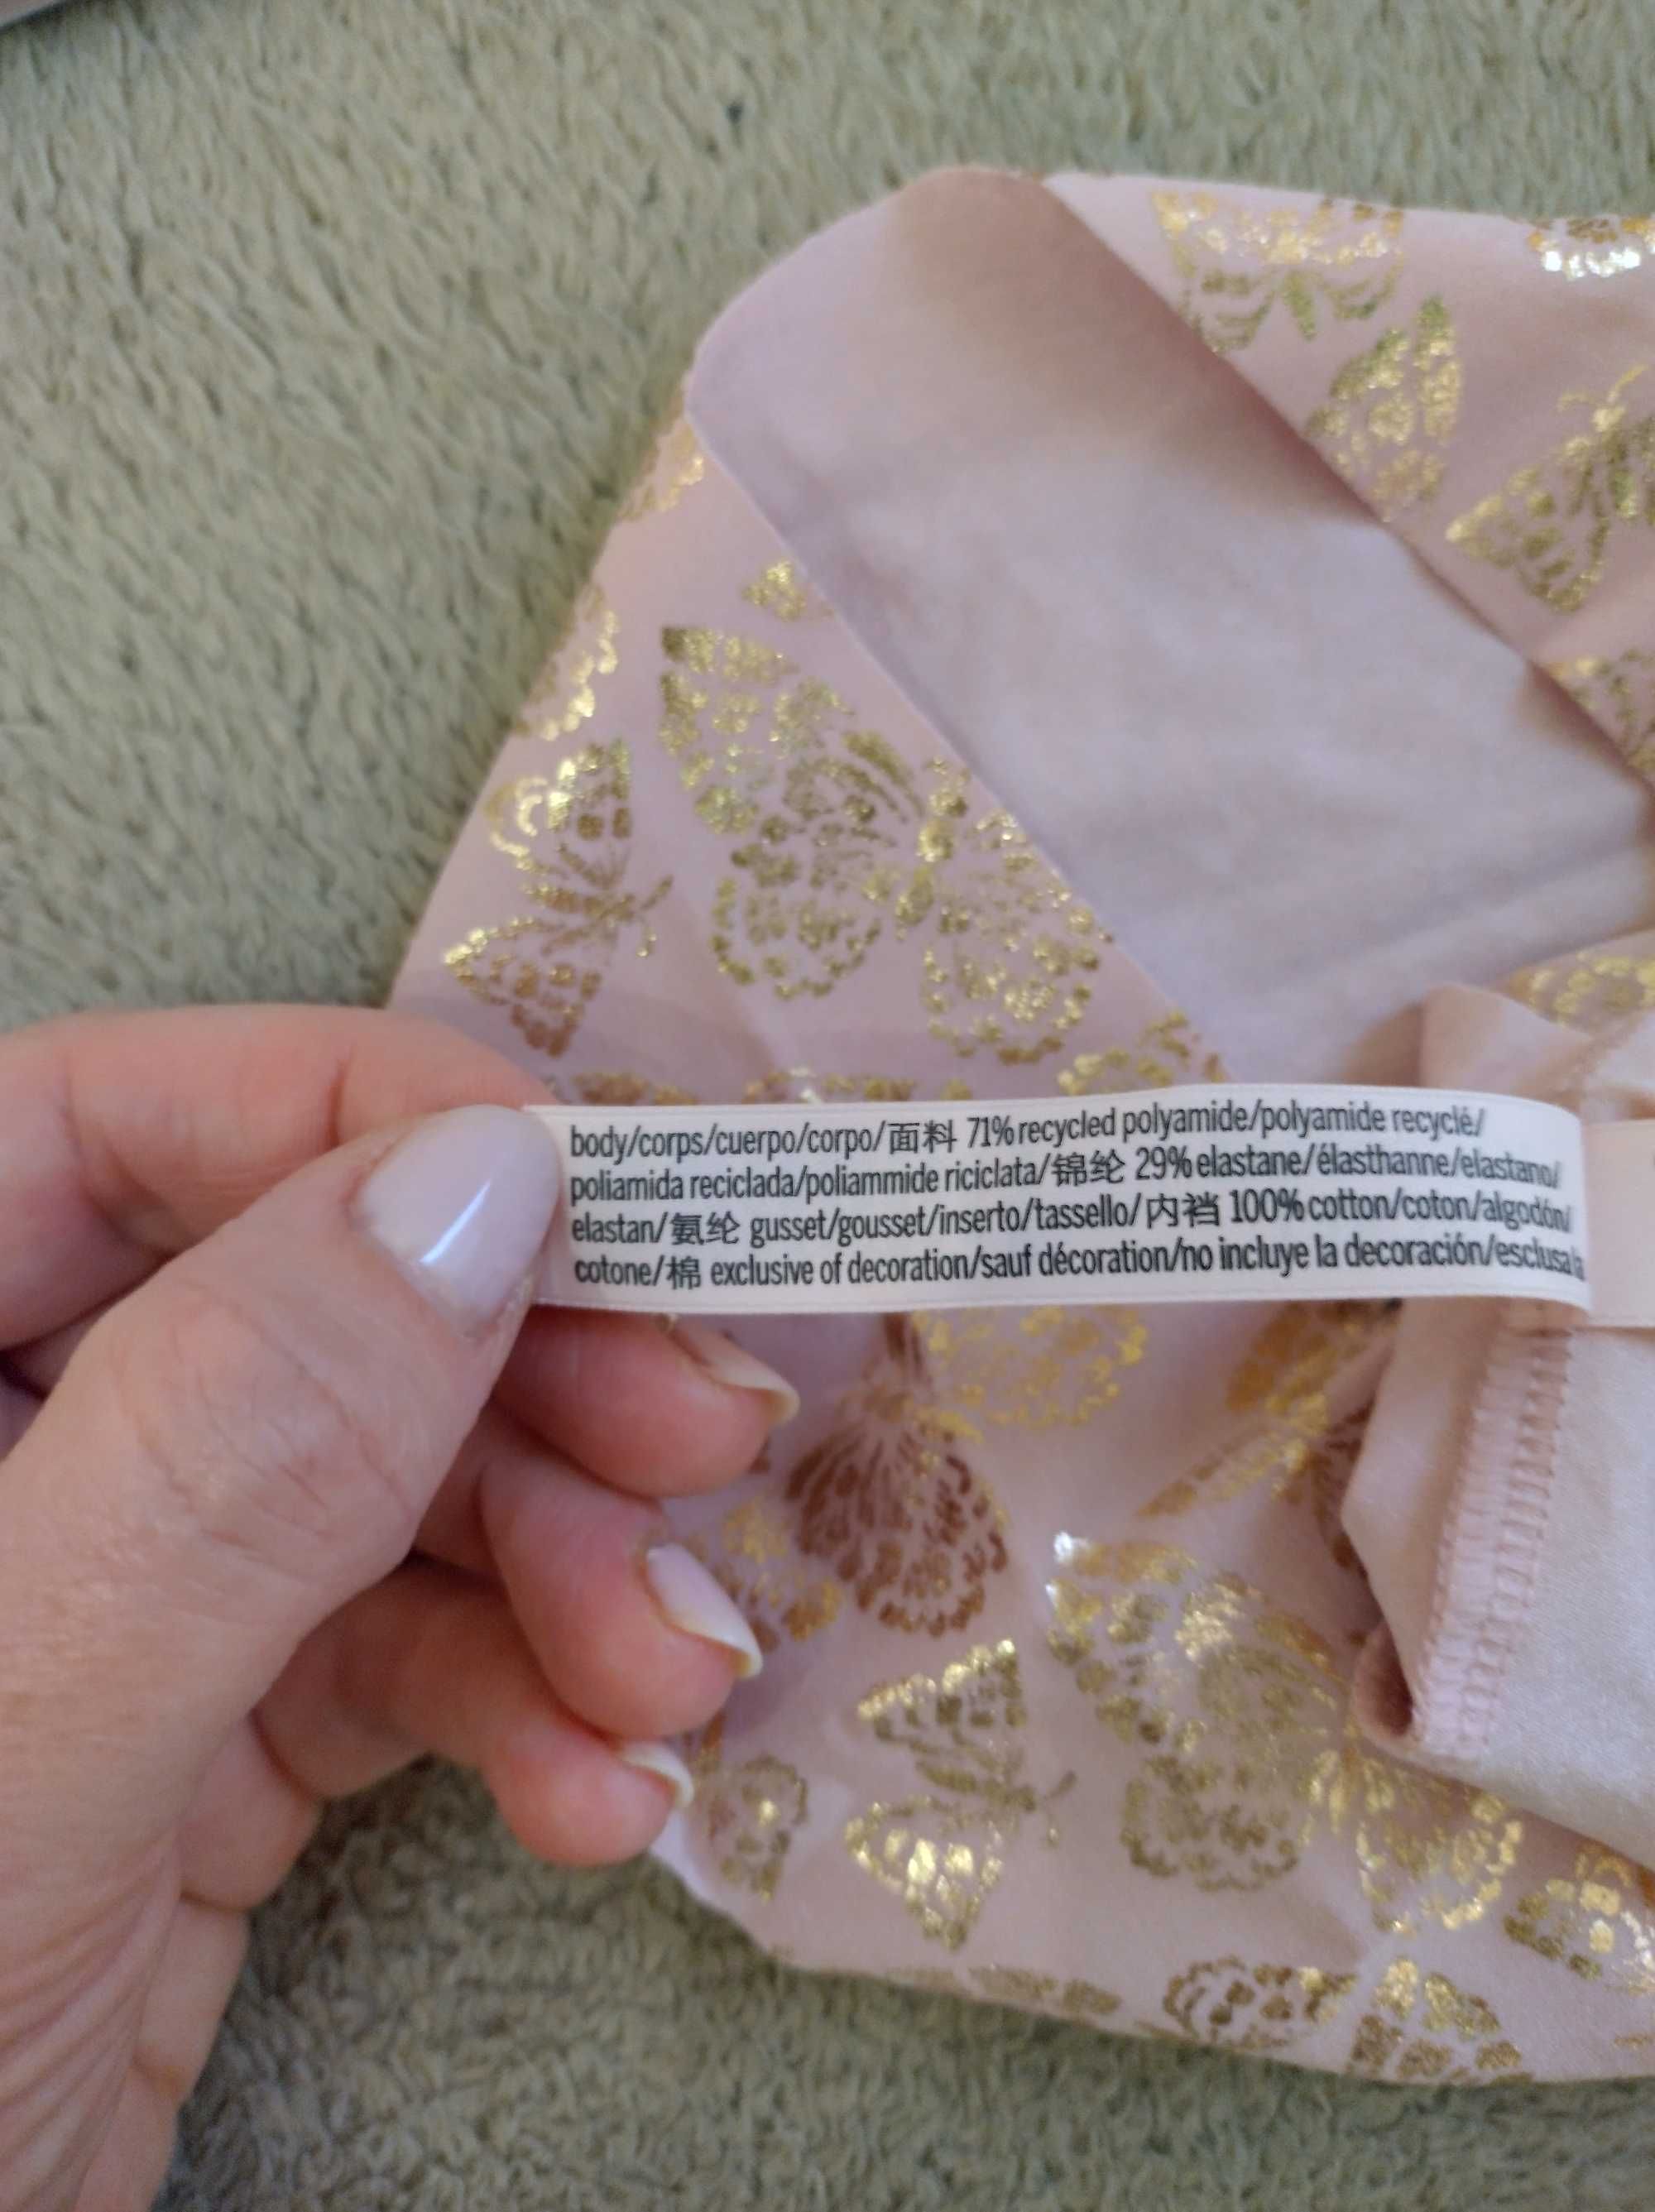 body/corps/cuerpo/corpo/面料 71% recycled polyamide/polyamide recyclé/
poliamida reciclada/poliammide riciclata/锦纶 29% elastane/élasthanne/elastano/
elastan/氨纶 gusset/gousset/inserto/tassello/内裆 100% cotton/coton/algodón/
cotone/棉 exclusive of decoration/sauf décoration/no incluye la decoración/esclusa la